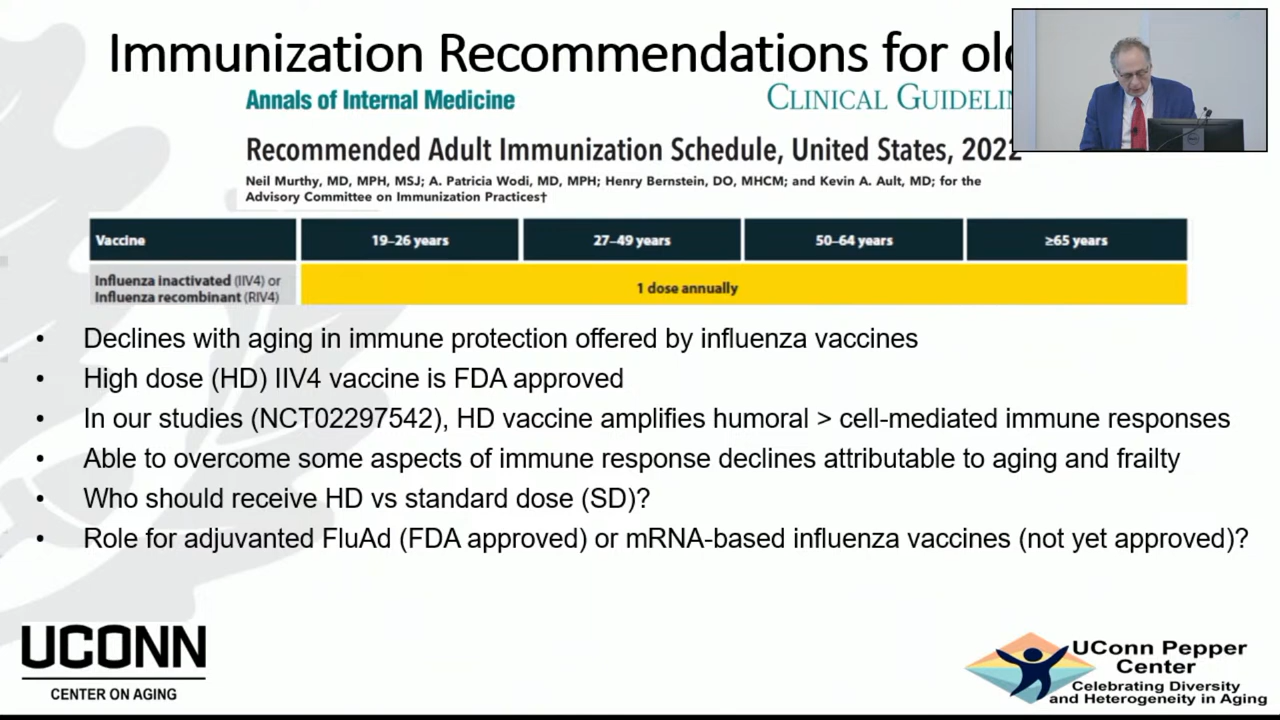 Immunization Recommendations for
Annals of Internal Medicine
CLINICAL
Recommended Adult Immunization Schedule, United States, 2022
Neil Murthy, MD, MPH, MSJ; A. Patricia Wodi, MD, MPH; Henry Bernstein, DO, MHCM; and Kevin A. Ault, MD; for the
Advisory Committee on Immunization Practices†
Vaccine 19–26 years 27–49 years 50–64 years ≥65 years
Influenza inactivated (IIV4) or
Influenza recombinant (RIV4)
1 dose annually
• Declines with aging in immune protection offered by influenza vaccines
• High dose (HD) IIV4 vaccine is FDA approved
• In our studies (NCT02297542), HD vaccine amplifies humoral > cell-mediated immune responses
• Able to overcome some aspects of immune response declines attributable to aging and frailty
• Who should receive HD vs standard dose (SD)?
• Role for adjuvanted FluAd (FDA approved) or mRNA-based influenza vaccines (not yet approved)?
UCONN
CENTER ON AGING
UConn Pepper
Center
Celebrating Diversity
and Heterogeneity in Aging